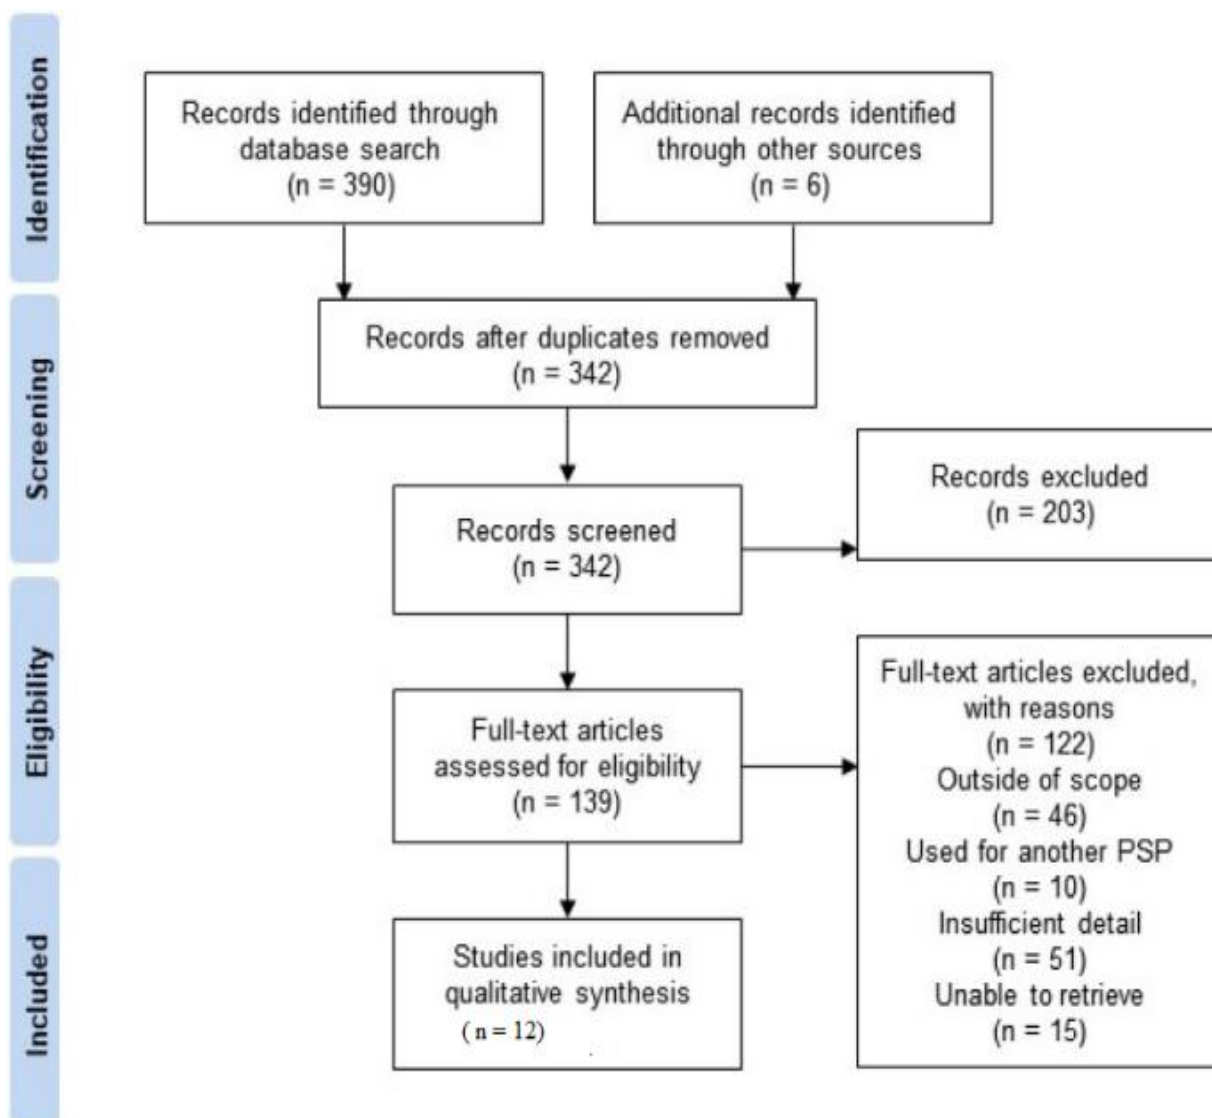 Identification
Records identified through
database search
(n = 390)
Additional records identified
through other sources
(n = 6)
Screening
Records after duplicates removed
(n = 342)
Records screened
(n = 342)
Records excluded
(n = 203)
Eligibility
Full-text articles
assessed for eligibility
(n = 139)
Full-text articles excluded,
with reasons
(n = 122)
Outside of scope
(n = 46)
Used for another PSP
(n = 10)
Insufficient detail
(n = 51)
Unable to retrieve
(n = 15)
Included
Studies included in
qualitative synthesis
( n = 12)